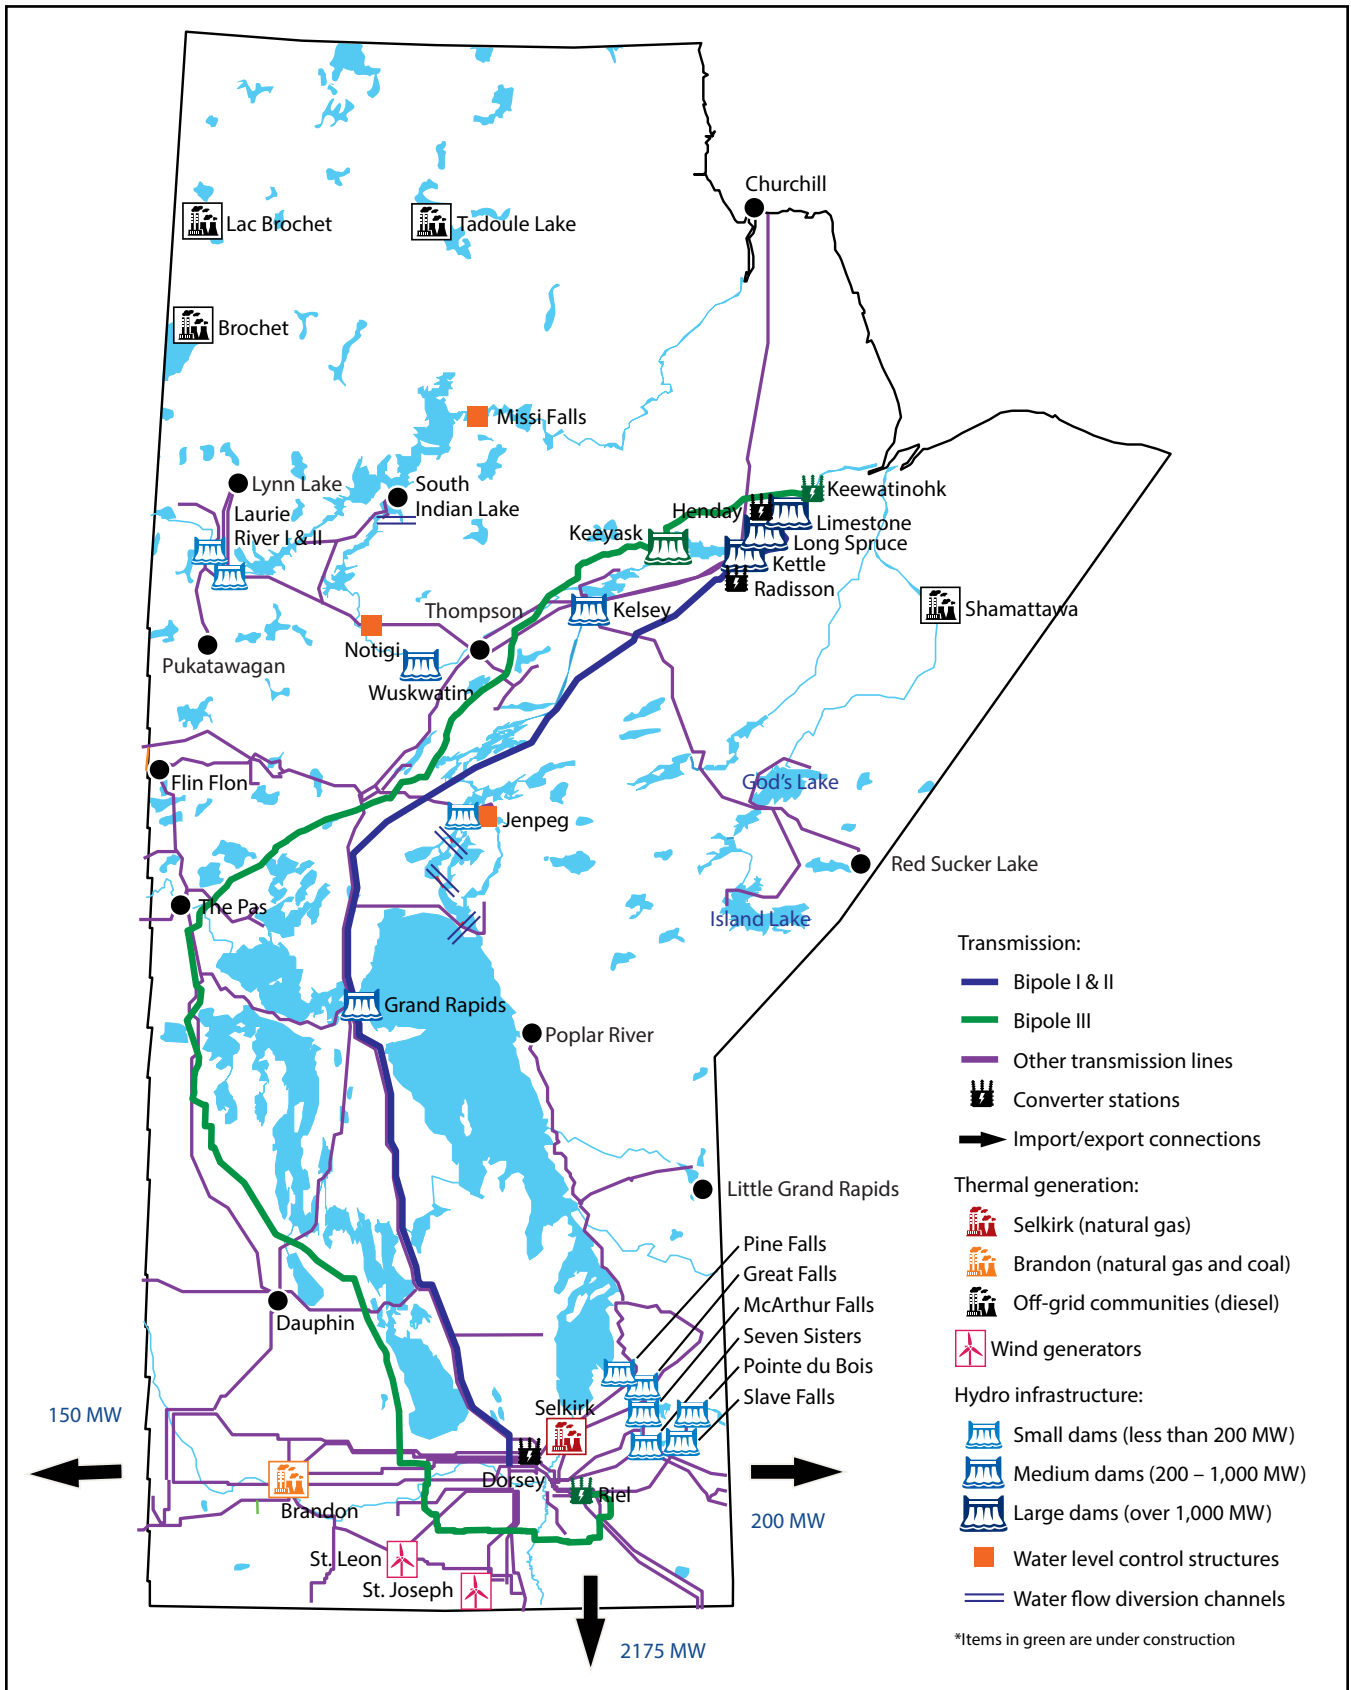 Churchill
Lac Brochet
Tadoule Lake
Brochet
Missi Falls
Lynn Lake
South
Indian Lake
Laurie
River I & II
Keewatinohk
Henday
Limestone
Keeyask
Long Spruce
Kettle
Radisson
Thompson
Kelsey
Shamattawa
Notigi
Pukatawagan
Wuskwatim
Flin Flon
God's Lake
Jenpeg
Red Sucker Lake
The Pas
Island Lake
Grand Rapids
Poplar River
Little Grand Rapids
Pine Falls
Great Falls
McArthur Falls
Seven Sisters
Pointe du Bois
Slave Falls
Dauphin
Selkirk
150 MW
Dorsey
Riel
Brandon
200 MW
St. Leon
St. Joseph
2175 MW
Transmission:
Bipole I & II
Bipole III
Other transmission lines
Converter stations
Import/export connections
Thermal generation:
Selkirk (natural gas)
Brandon (natural gas and coal)
Off-grid communities (diesel)
Wind generators
Hydro infrastructure:
Small dams (less than 200 MW)
Medium dams (200 – 1,000 MW)
Large dams (over 1,000 MW)
Water level control structures
Water flow diversion channels
*Items in green are under construction